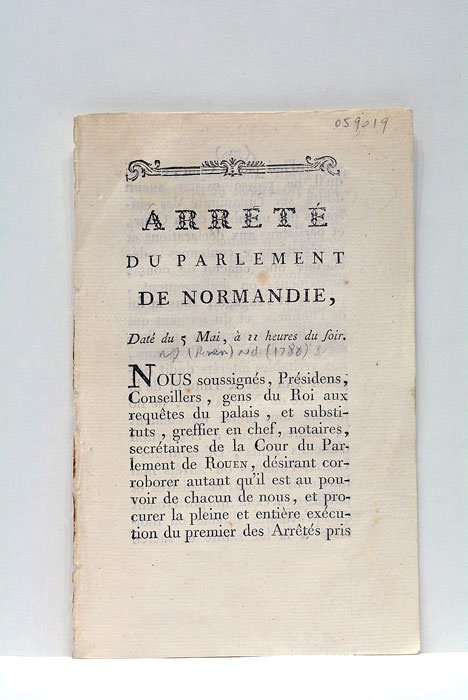 059019
ARRÊTÉ
DU PARLEMENT
DE NORMANDIE,
Daté du 5 Mai, à 11 heures du ſoir.
(Rouen) nd (1788)
NOUS soussignés, Présidens,
Conseillers, gens du Roi aux
requêtes du palais, et substi-
tuts, greffier en chef, notaires,
secrétaires de la Cour du Par-
lement de ROUEN, désirant cor-
roborer autant qu'il est au pou-
voir de chacun de nous, et pro-
curer la pleine et entière exécu-
tion du premier des Arrêtés pris